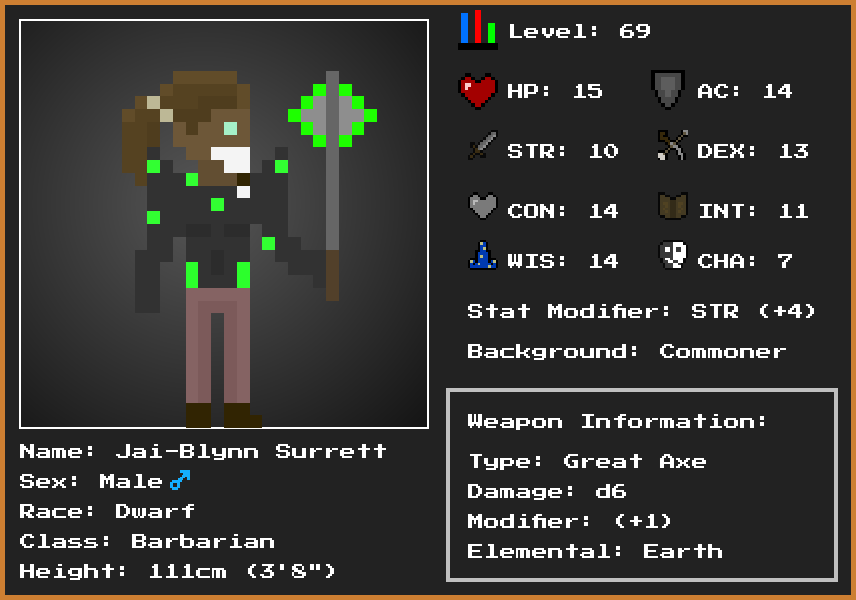 Level: 69
HP: 15
AC: 14
STR: 10
DEX: 13
CON: 14
INT: 11
WIS: 14
CHA: 7
Stat Modifier: STR (+4)
Background: Commoner
Weapon Information:
Type: Great Axe
Damage: d6
Modifier: (+1)
Elemental: Earth
Name: Jai-Blynn Surrett
Sex: Male ♂
Race: Dwarf
Class: Barbarian
Height: 111cm (3'8")